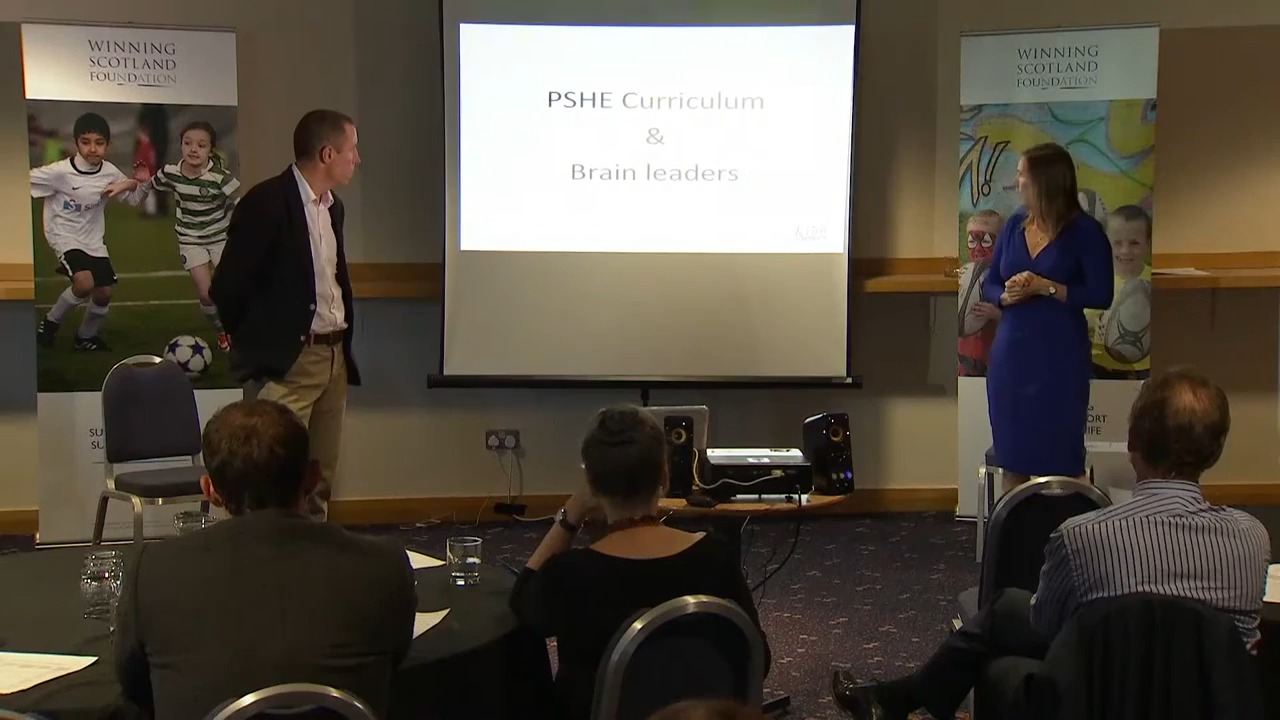 WINNING
SCOTLAND
FOUNDATION
PSHE Curriculum
&
Brain leaders
WINNING
SCOTLAND
FOUNDATION